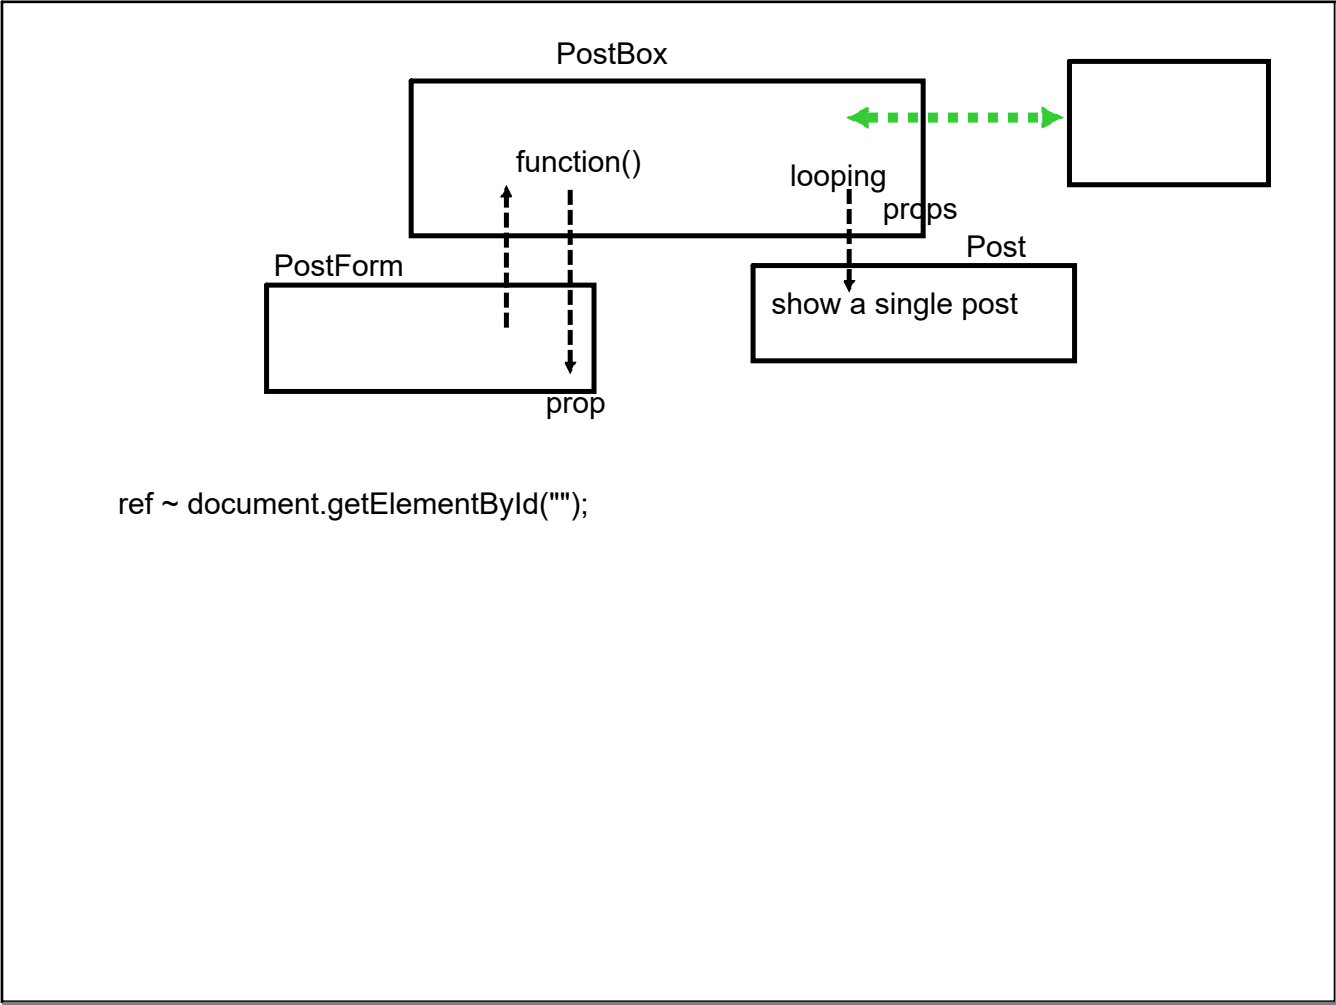 PostBox
function()
looping
props
Post
PostForm
show a single post
prop
ref ~ document.getElementById("");